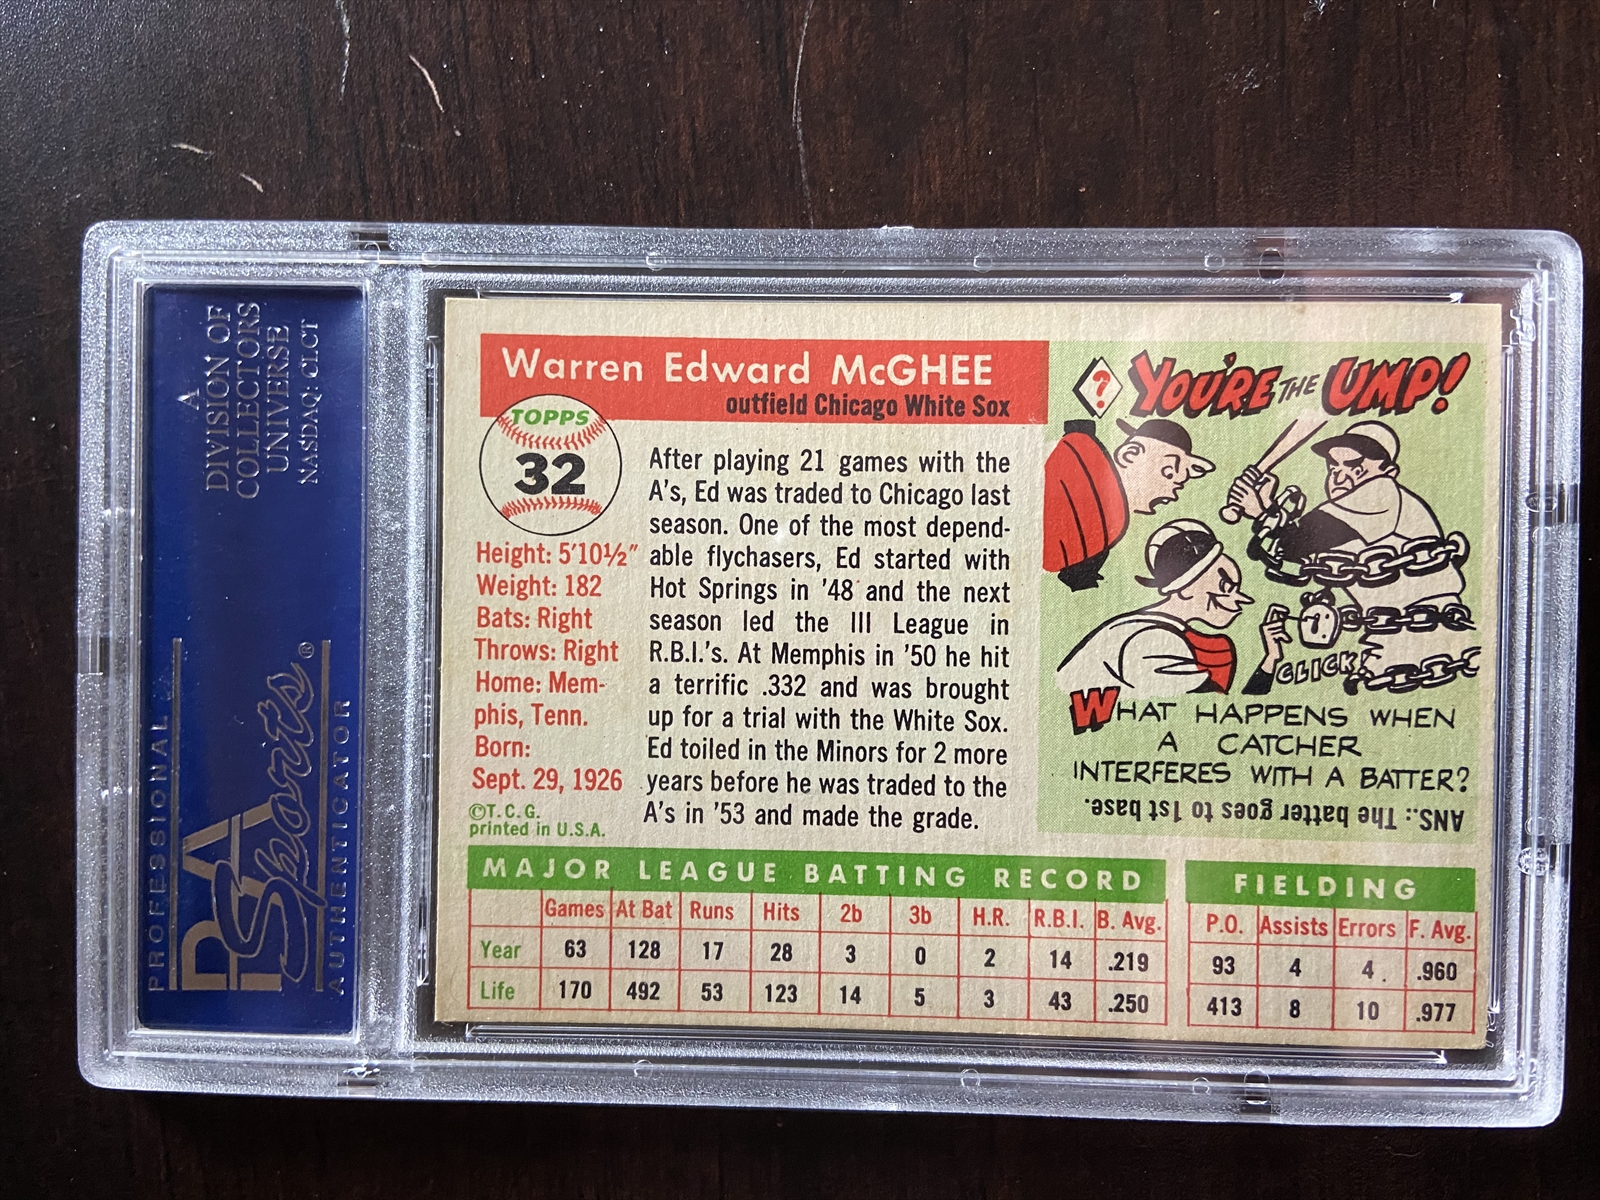 A
DIVISION OF
COLLECTORS
UNIVERSE
NASDAQ: CLCT
PROFESSIONAL
PSA
Sports®
AUTHENTICATOR
Warren Edward McGHEE
outfield Chicago White Sox
TOPPS
32
Height: 5'10½"
Weight: 182
Bats: Right
Throws: Right
Home: Mem-
phis, Tenn.
Born:
Sept. 29, 1926
©T.C.G.
printed in U.S.A.
After playing 21 games with the
A's, Ed was traded to Chicago last
season. One of the most depend-
able flychasers, Ed started with
Hot Springs in '48 and the next
season led the III League in
R.B.I.'s. At Memphis in '50 he hit
a terrific .332 and was brought
up for a trial with the White Sox.
Ed toiled in the Minors for 2 more
years before he was traded to the
A's in '53 and made the grade.
? YOU'RE THE UMP!
CLICK!
WHAT HAPPENS WHEN
A CATCHER
INTERFERES WITH A BATTER?
ANS.: The batter goes to 1st base.
MAJOR LEAGUE BATTING RECORD
Games At Bat Runs Hits 2b 3b H.R. R.B.I. B. Avg.
Year 63 128 17 28 3 0 2 14 .219
Life 170 492 53 123 14 5 3 43 .250
FIELDING
P.O. Assists Errors F. Avg.
93 4 4 .960
413 8 10 .977